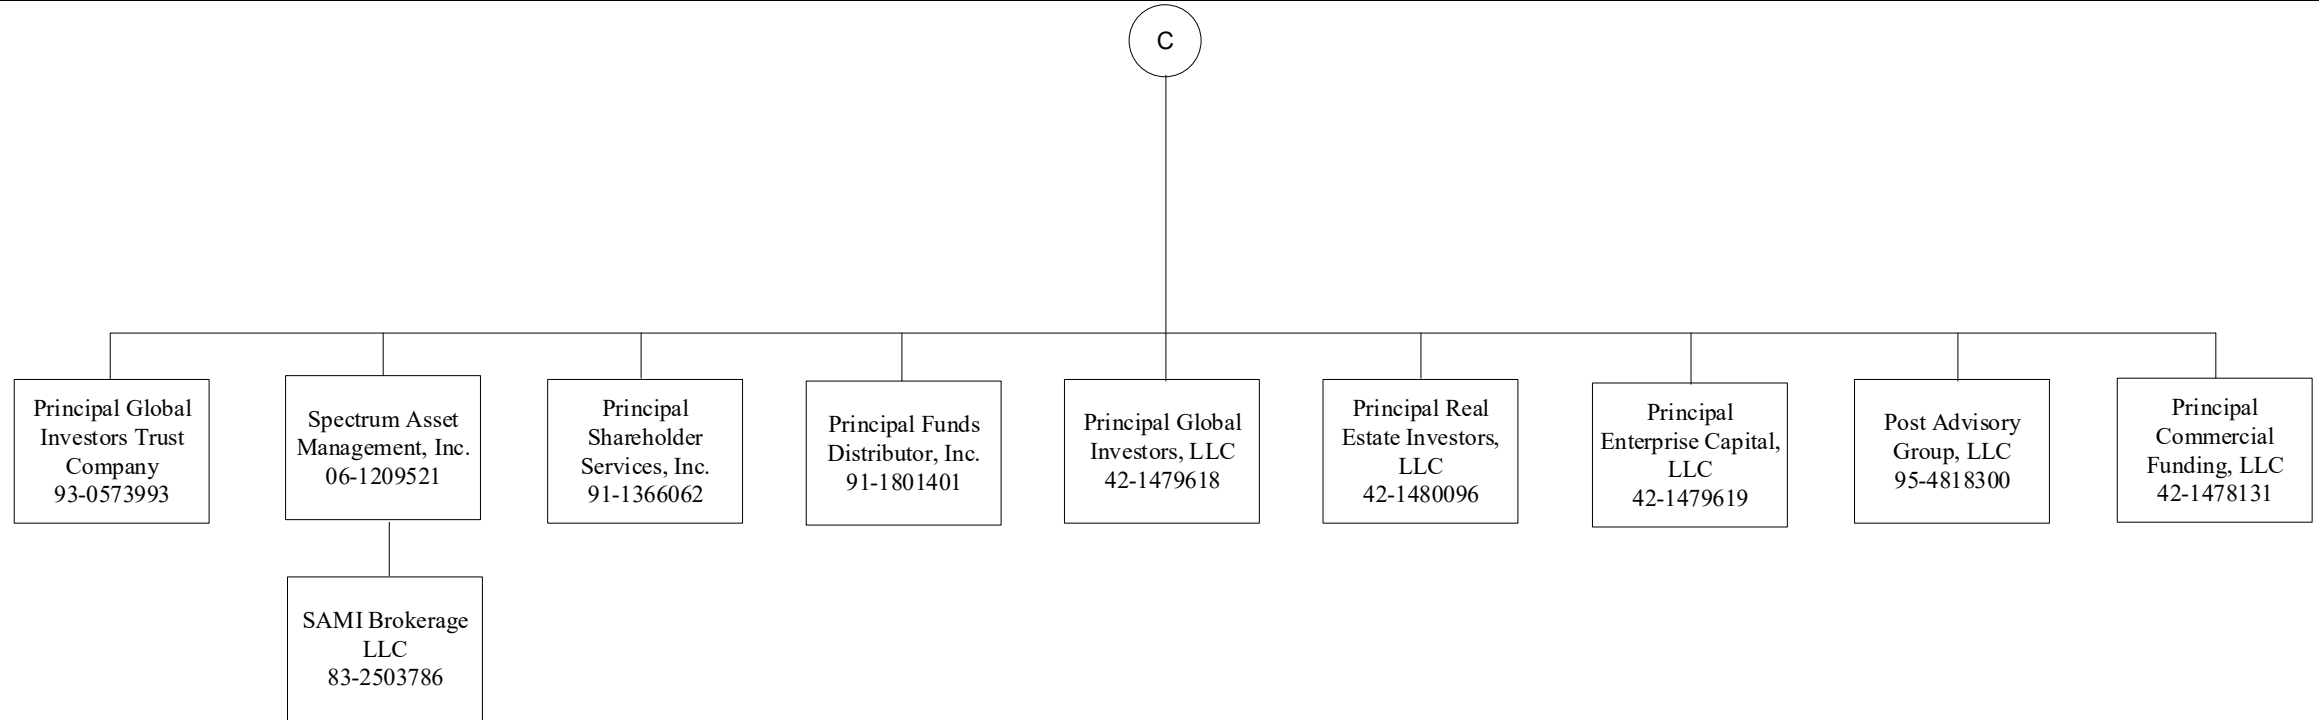 C
Principal Global
Investors Trust
Company
93-0573993
Spectrum Asset
Management, Inc.
06-1209521
Principal
Shareholder
Services, Inc.
91-1366062
Principal Funds
Distributor, Inc.
91-1801401
Principal Global
Investors, LLC
42-1479618
Principal Real
Estate Investors,
LLC
42-1480096
Principal
Enterprise Capital,
LLC
42-1479619
Post Advisory
Group, LLC
95-4818300
Principal
Commercial
Funding, LLC
42-1478131
SAMI Brokerage
LLC
83-2503786